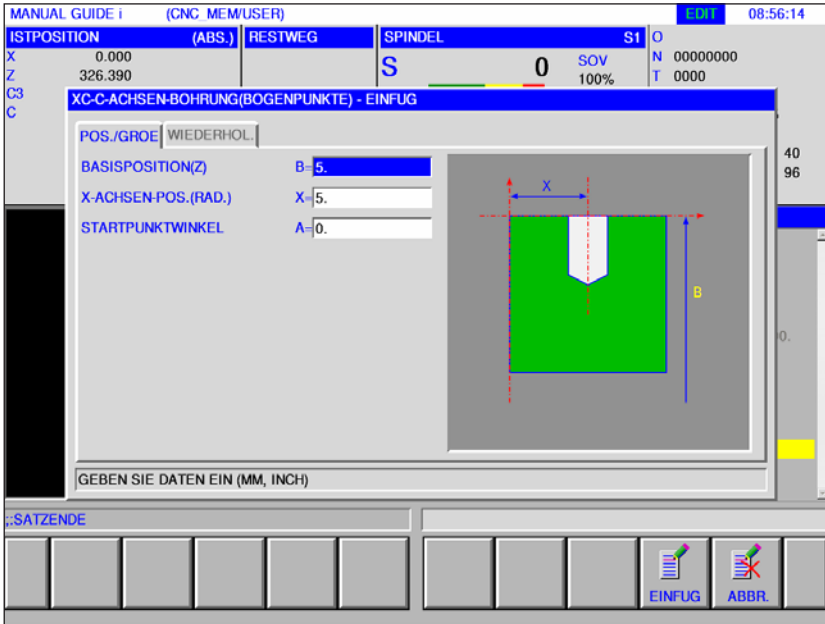 MANUAL GUIDE i (CNC_MEM/USER) EDIT 08:56:14
ISTPOSITION (ABS.) RESTWEG SPINDEL S1 O
X 0.000 S 0 SOV N 00000000
Z 326.390 100% T 0000
C3
C
XC-C-ACHSEN-BOHRUNG(BOGENPUNKTE) - EINFUG
POS./GROE WIEDERHOL.
BASISPOSITION(Z) B=5.
X-ACHSEN-POS.(RAD.) X=5.
STARTPUNKTWINKEL A=0.
X
B
40
96
00.
GEBEN SIE DATEN EIN (MM, INCH)
;:SATZENDE
EINFUG ABBR.